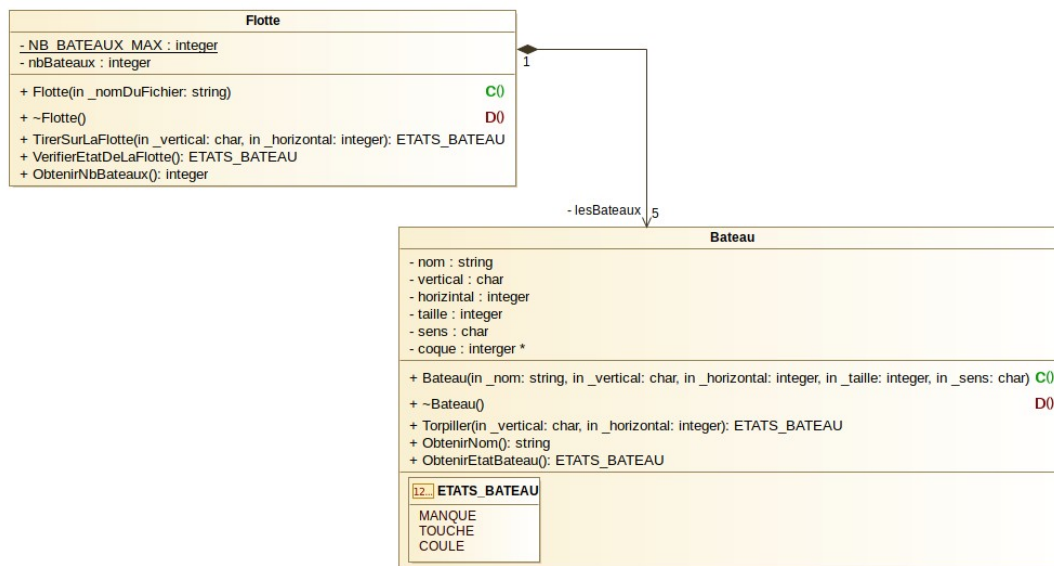 Flotte
- NB_BATEAUX_MAX : integer
- nbBateaux : integer
+ Flotte(in _nomDuFichier: string) C()
+ ~Flotte() D()
+ TirerSurLaFlotte(in _vertical: char, in _horizontal: integer): ETATS_BATEAU
+ VerifierEtatDeLaFlotte(): ETATS_BATEAU
+ ObtenirNbBateaux(): integer
1
- lesBateaux 5
Bateau
- nom : string
- vertical : char
- horizintal : integer
- taille : integer
- sens : char
- coque : interger *
+ Bateau(in _nom: string, in _vertical: char, in _horizontal: integer, in _taille: integer, in _sens: char) C()
+ ~Bateau() D()
+ Torpiller(in _vertical: char, in _horizontal: integer): ETATS_BATEAU
+ ObtenirNom(): string
+ ObtenirEtatBateau(): ETATS_BATEAU
12... ETATS_BATEAU
MANQUE
TOUCHE
COULE